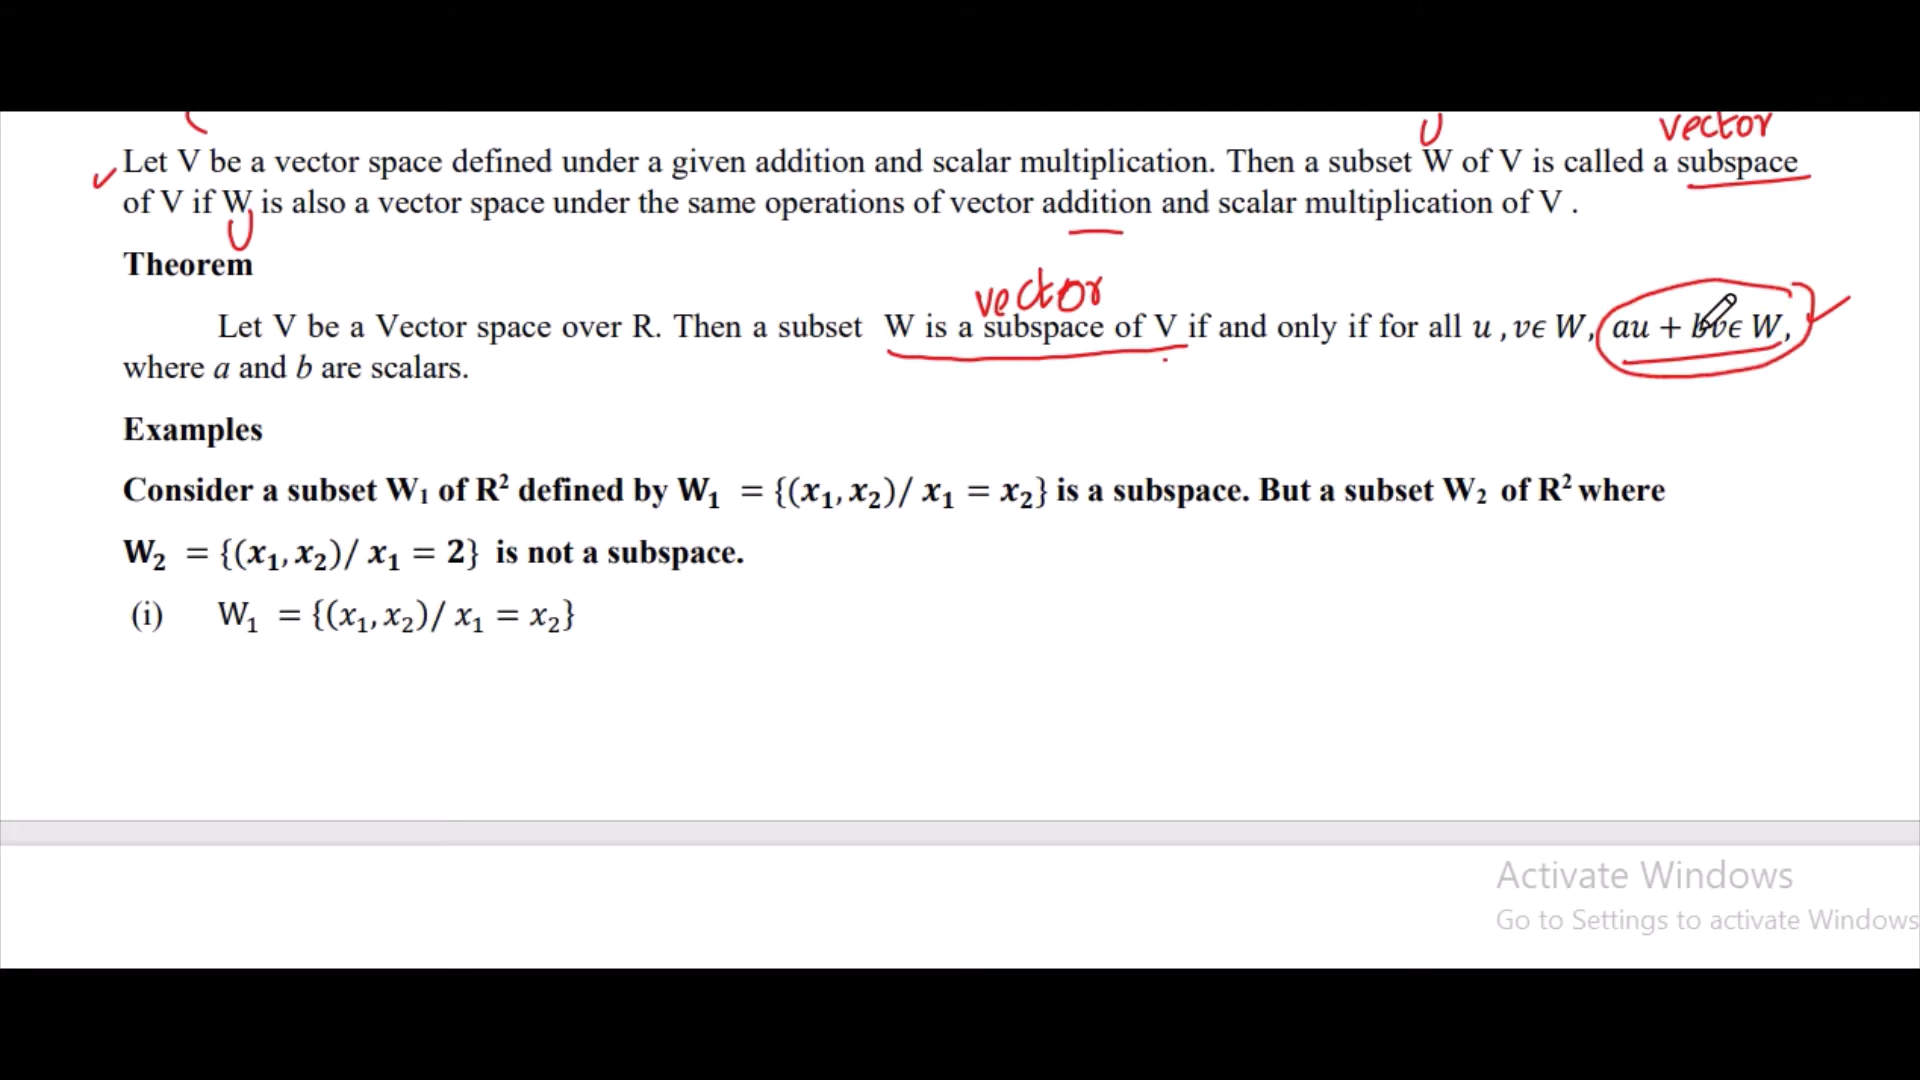 U vector
Let V be a vector space defined under a given addition and scalar multiplication. Then a subset W of V is called a subspace
of V if W is also a vector space under the same operations of vector addition and scalar multiplication of V .
U
Theorem
vector
Let V be a Vector space over R. Then a subset W is a subspace of V if and only if for all u ,vϵ W, au + bvϵ W,
where a and b are scalars.
Examples
Consider a subset W₁ of R² defined by W₁ = {(x₁, x₂)/ x₁ = x₂} is a subspace. But a subset W₂ of R² where
W₂ = {(x₁, x₂)/ x₁ = 2} is not a subspace.
(i) W₁ = {(x₁, x₂)/ x₁ = x₂}
Activate Windows
Go to Settings to activate Windows